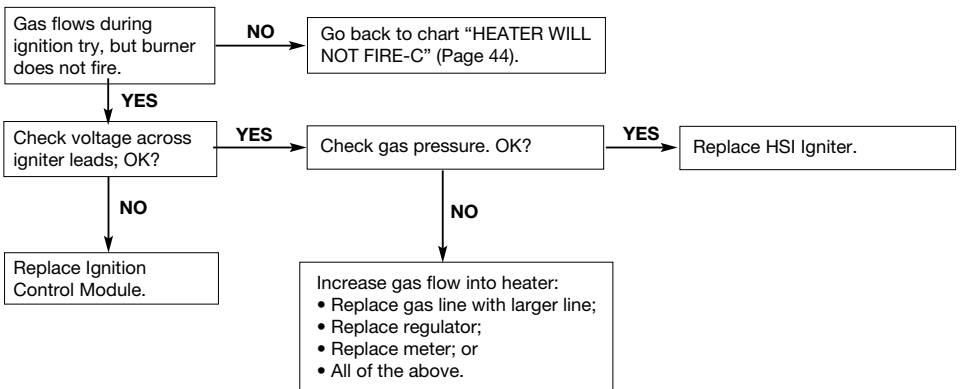 Gas flows during
ignition try, but burner
does not fire.
NO
Go back to chart “HEATER WILL
NOT FIRE-C” (Page 44).
YES
Check voltage across
igniter leads; OK?
YES
Check gas pressure. OK?
YES
Replace HSI Igniter.
NO
NO
Replace Ignition
Control Module.
Increase gas flow into heater:
• Replace gas line with larger line;
• Replace regulator;
• Replace meter; or
• All of the above.